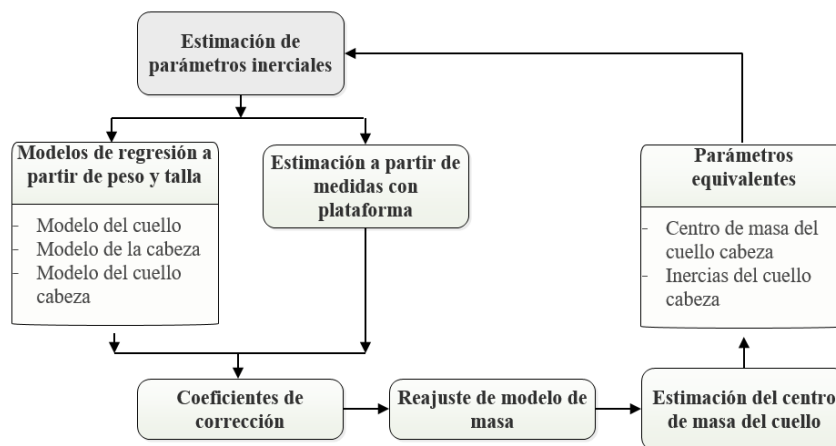 Estimación de
parámetros inerciales
Modelos de regresión a
partir de peso y talla
- Modelo del cuello
- Modelo de la cabeza
- Modelo del cuello
cabeza
Estimación a partir de
medidas con
plataforma
Parámetros
equivalentes
- Centro de masa del
cuello cabeza
- Inercias del cuello
cabeza
Coeficientes de
corrección
Reajuste de modelo de
masa
Estimación del centro
de masa del cuello